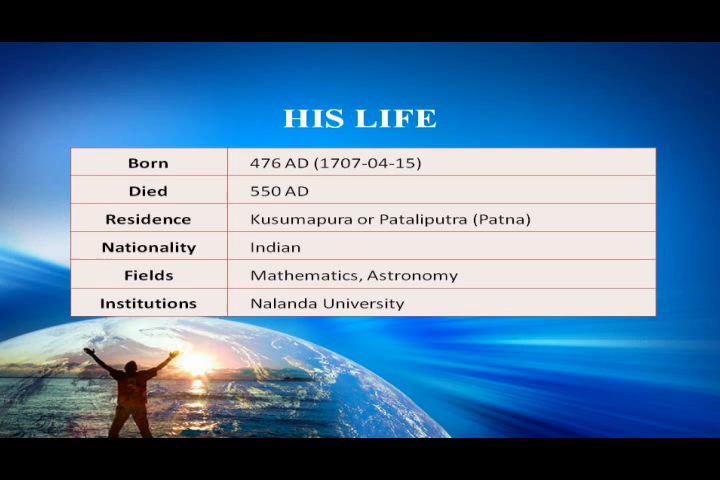 HIS LIFE
Born 476 AD (1707-04-15)
Died 550 AD
Residence Kusumapura or Pataliputra (Patna)
Nationality Indian
Fields Mathematics, Astronomy
Institutions Nalanda University